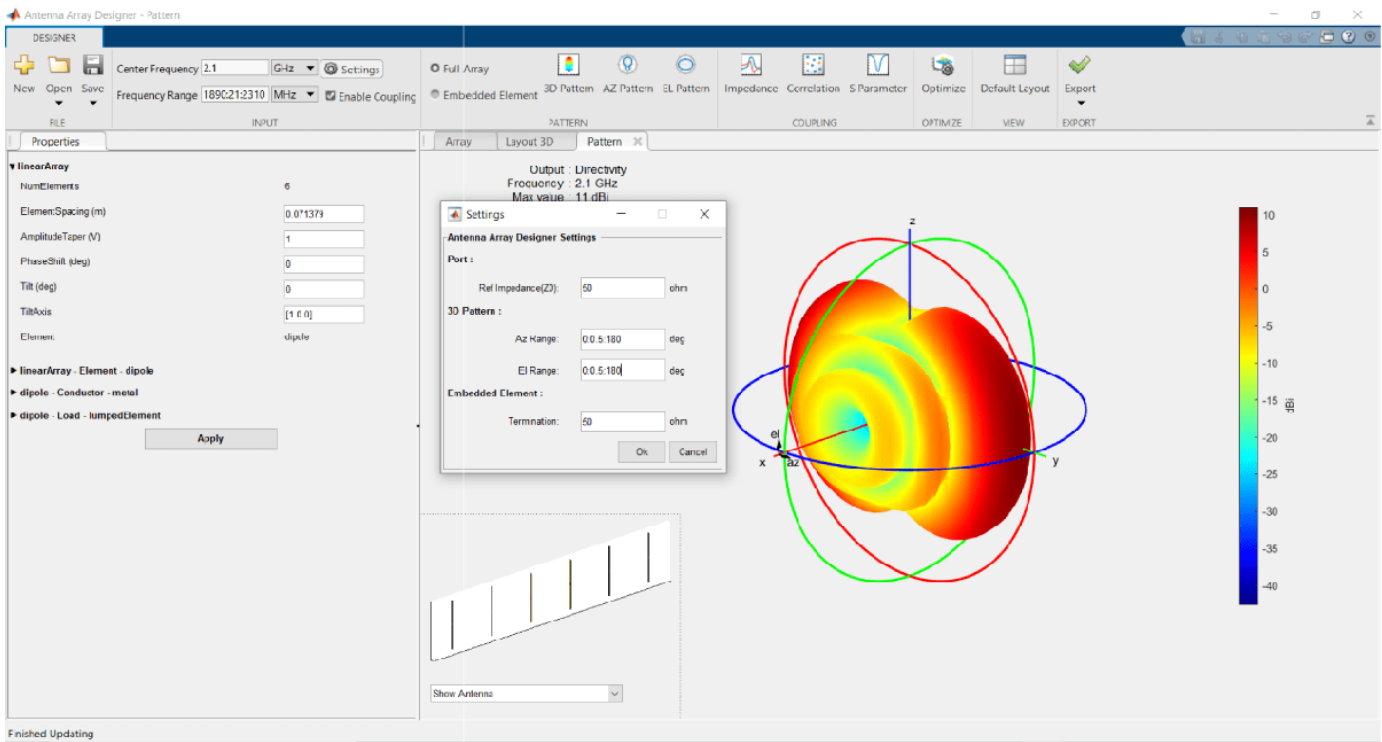 Antenna Array Designer - Pattern
DESIGNER
New Open Save
FILE
Center Frequency 2.1 GHz Settings
Frequency Range 1890:21:2310 MHz Enable Coupling
INPUT
Full Array
Embedded Element
3D Pattern AZ Pattern EL Pattern
PATTERN
Impedance Correlation S Parameter
COUPLING
Optimize
OPTIMIZE
Default Layout
VIEW
Export
EXPORT
Properties
Array Layout 3D Pattern
linearArray
NumElements 6
ElementSpacing (m) 0.071379
AmplitudeTaper (V) 1
PhaseShift (deg) 0
Tilt (deg) 0
TiltAxis [1 0 0]
Element dipole
linearArray - Element - dipole
dipole - Conductor - metal
dipole - Load - lumpedElement
Apply
Output : Directivity
Frequency : 2.1 GHz
Max value : 11 dBi
Settings
Antenna Array Designer Settings
Port :
Ref Impedance(Z0): 50 ohm
3D Pattern :
Az Range: 0:0.5:180 deg
El Range: 0:0.5:180 deg
Embedded Element :
Termination: 50 ohm
Ok Cancel
z
el
x az
y
10
5
0
-5
-10
-15
-20
-25
-30
-35
-40
dBi
Show Antenna
Finished Updating